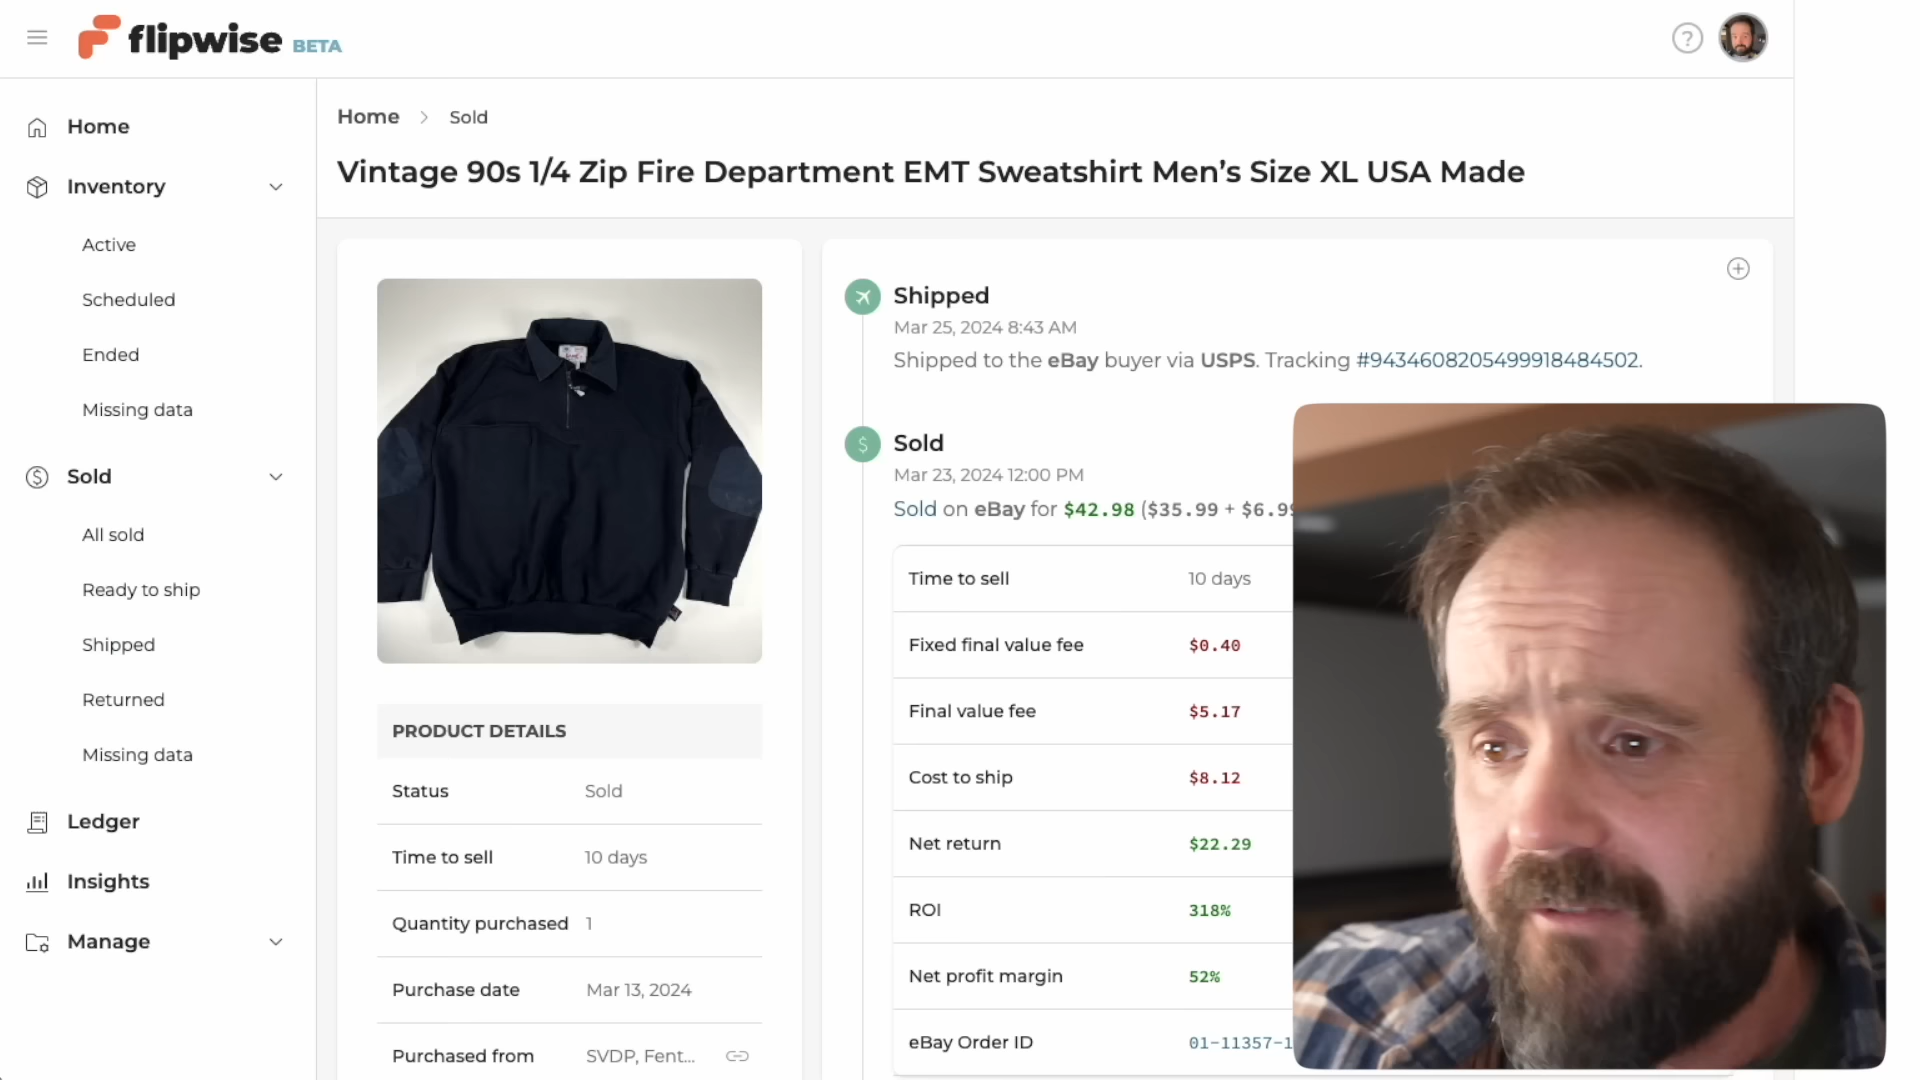 flipwise BETA
Home
Inventory
Active
Scheduled
Ended
Missing data
Sold
All sold
Ready to ship
Shipped
Returned
Missing data
Ledger
Insights
Manage
Home > Sold
Vintage 90s 1/4 Zip Fire Department EMT Sweatshirt Men’s Size XL USA Made
PRODUCT DETAILS
Status Sold
Time to sell 10 days
Quantity purchased 1
Purchase date Mar 13, 2024
Purchased from SVDP, Fent...
Shipped
Mar 25, 2024 8:43 AM
Shipped to the eBay buyer via USPS. Tracking #9434608205499918484502.
Sold
Mar 23, 2024 12:00 PM
Sold on eBay for $42.98 ($35.99 + $6.99
Time to sell 10 days
Fixed final value fee $0.40
Final value fee $5.17
Cost to ship $8.12
Net return $22.29
ROI 318%
Net profit margin 52%
eBay Order ID 01-11357-1